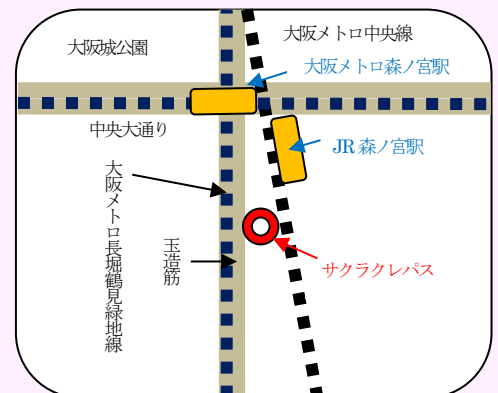 大阪城公園
大阪メトロ中央線
大阪メトロ森ノ宮駅
中央大通り
JR 森ノ宮駅
大阪メトロ長堀鶴見緑地線
玉造筋
サクラクレパス